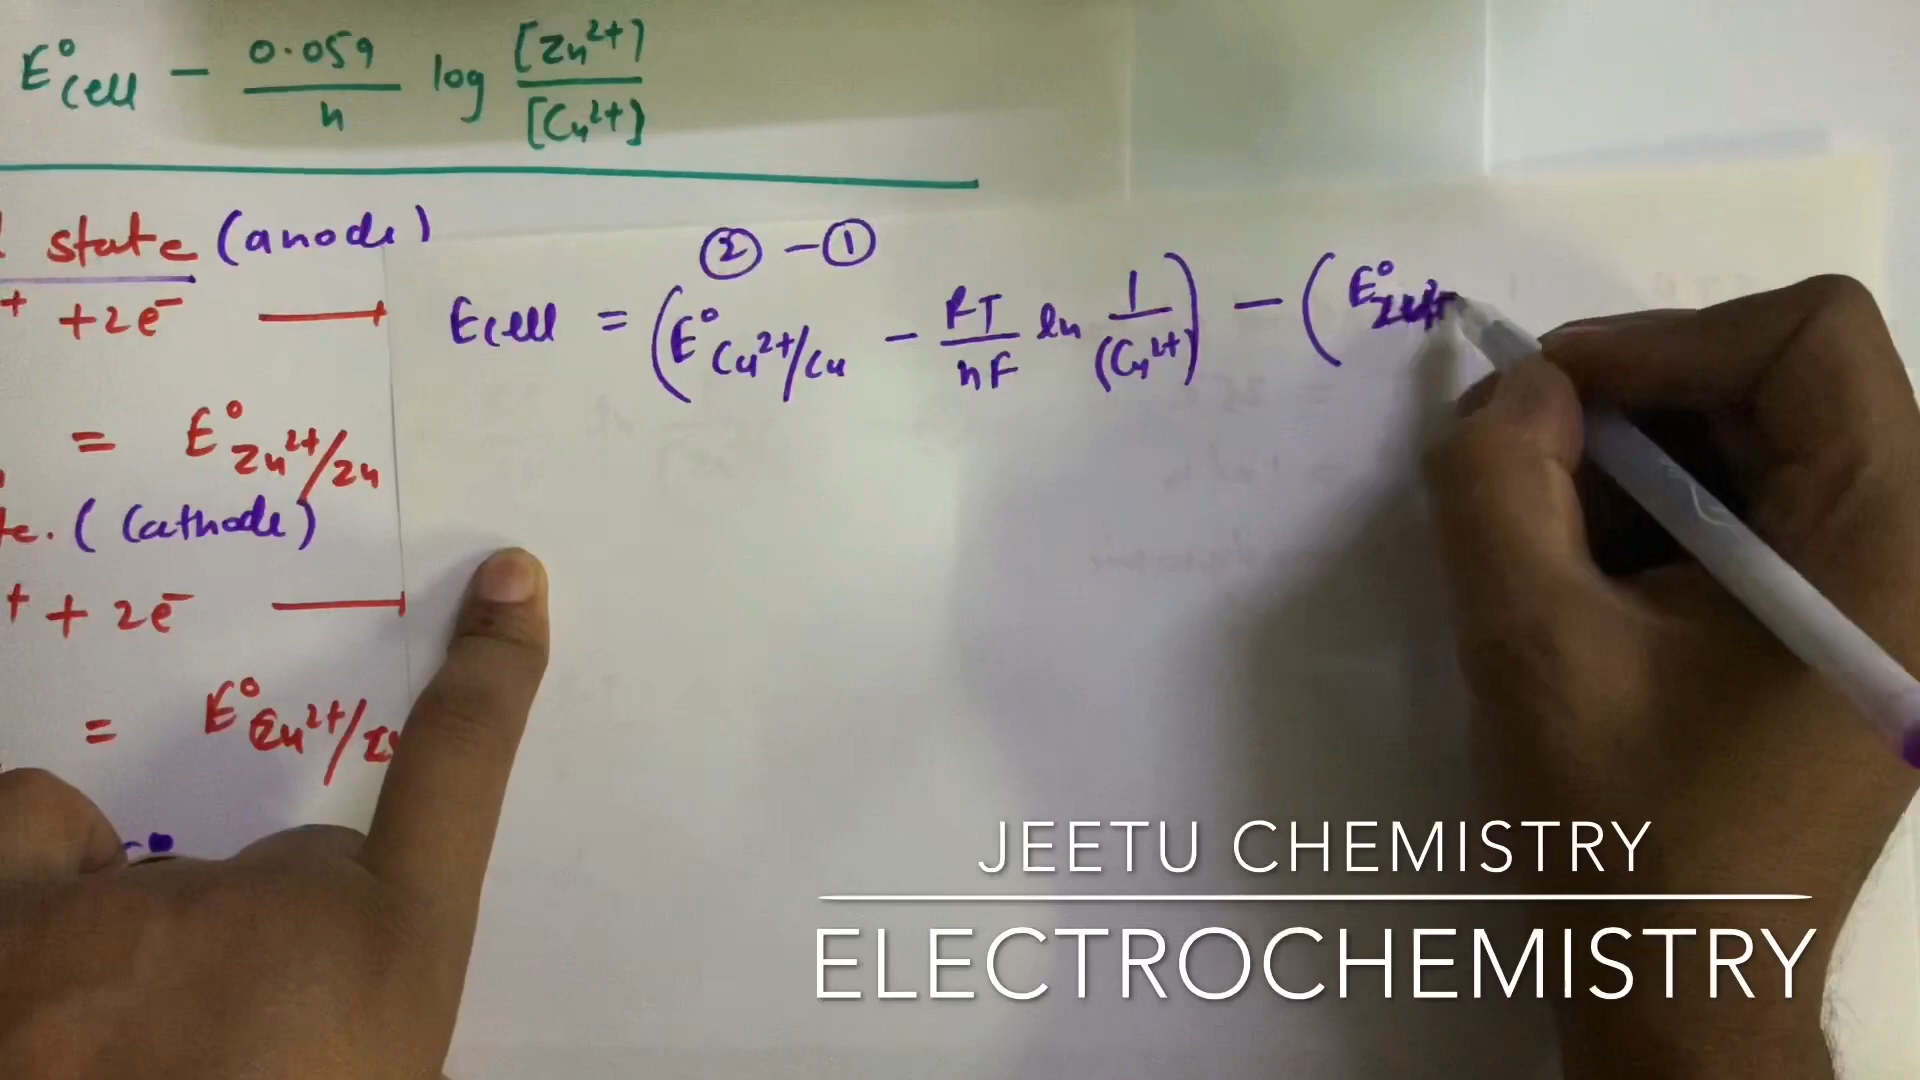 E°cell - 0.059/n log [Zn²⁺]/[Cu²⁺]
state (anode)
+ +2e⁻ ⟶
② - ①
Ecell = (E°Cu²⁺/Cu - RT/nF ln 1/(Cu²⁺)) - (E°
= E°Zn²⁺/Zn
te. (Cathode)
+ + 2e⁻ ⟶
= E°
JEETU CHEMISTRY
ELECTROCHEMISTRY